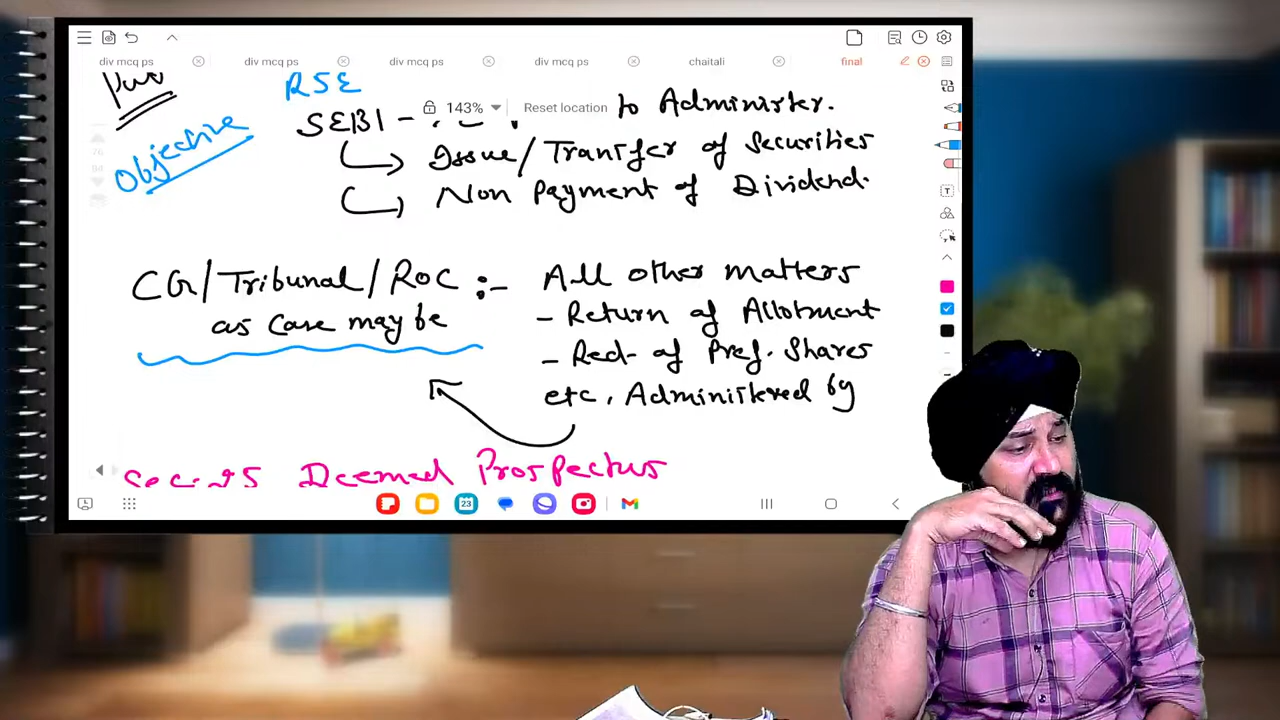 div mcq ps
div mcq ps
div mcq ps
div mcq ps
chaitali
final
143%
Reset location
RSE
Objective
SEBI - to Administer.
Issue/Transfer of Securities
Non Payment of Dividend.
CG/Tribunal/RoC :- All other matters
as case may be
- Return of Allotment
- Red- of Pref. Shares
etc. Administered by
Deemed Prospectus
23